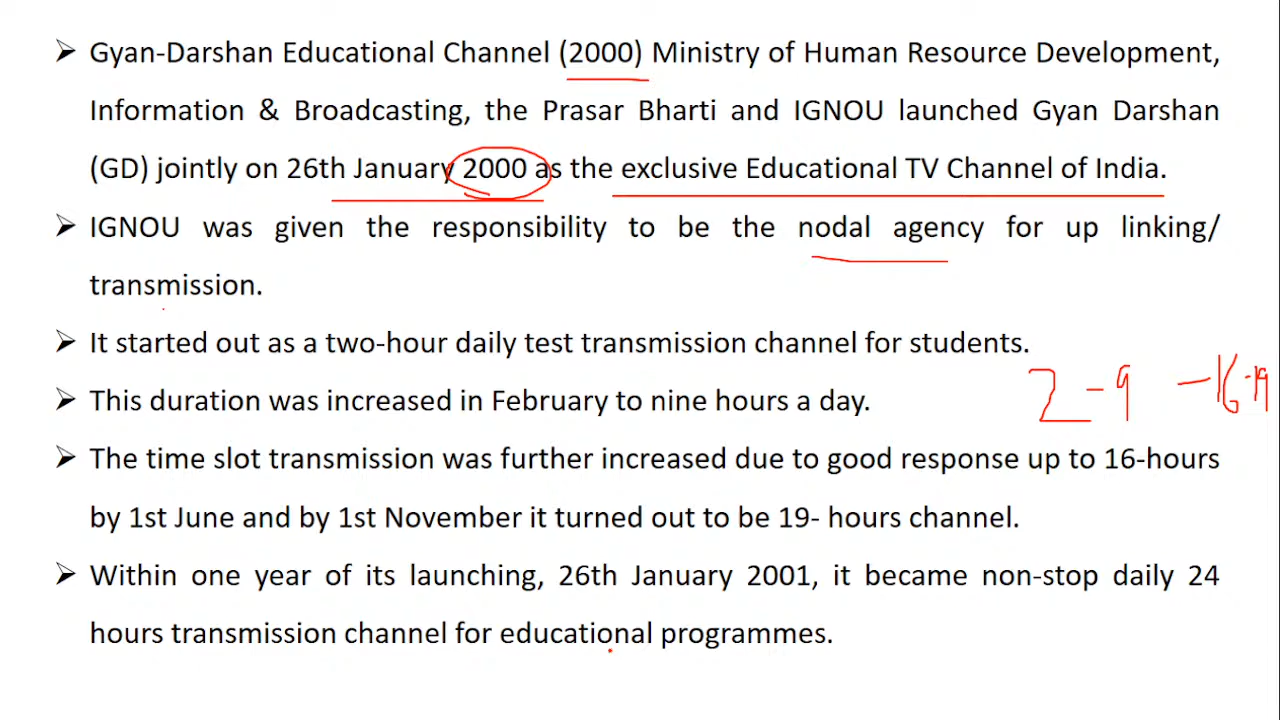 ➢ Gyan-Darshan Educational Channel (2000) Ministry of Human Resource Development,
Information & Broadcasting, the Prasar Bharti and IGNOU launched Gyan Darshan
(GD) jointly on 26th January 2000 as the exclusive Educational TV Channel of India.
➢ IGNOU was given the responsibility to be the nodal agency for up linking/
transmission.
➢ It started out as a two-hour daily test transmission channel for students.
2 - 9 - 16-19
➢ This duration was increased in February to nine hours a day.
➢ The time slot transmission was further increased due to good response up to 16-hours
by 1st June and by 1st November it turned out to be 19- hours channel.
➢ Within one year of its launching, 26th January 2001, it became non-stop daily 24
hours transmission channel for educational programmes.